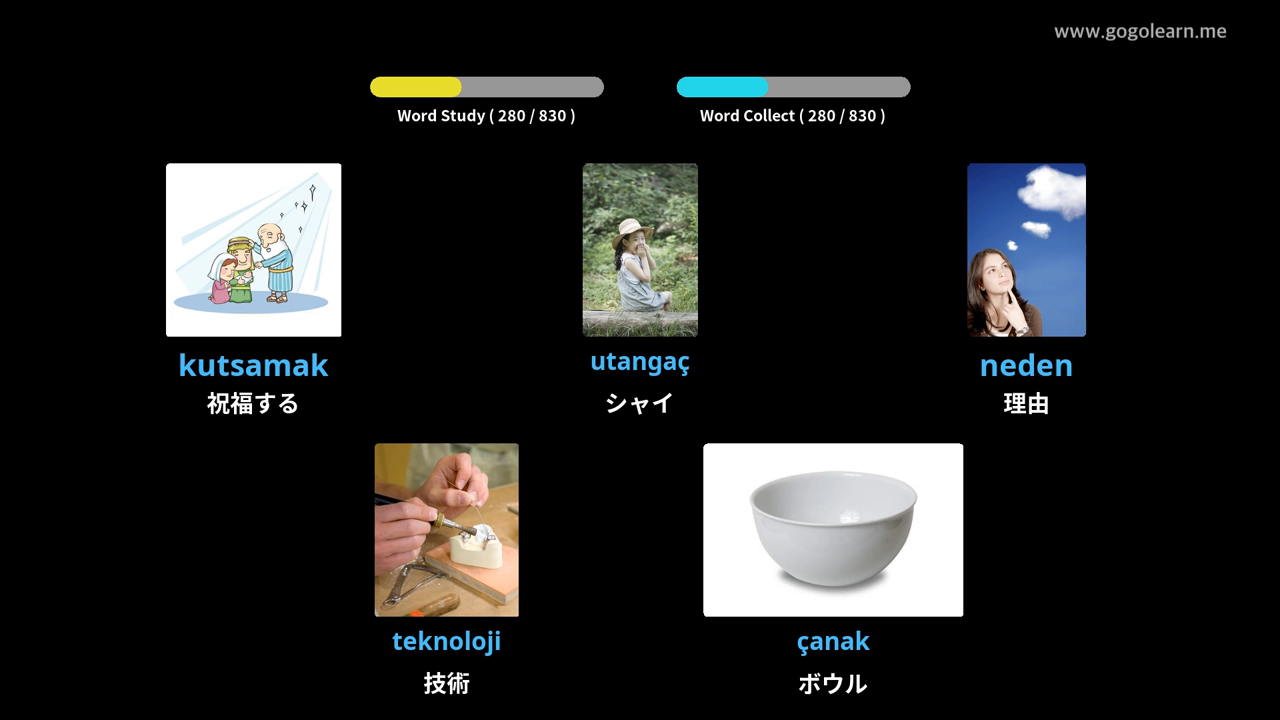 www.gogolearn.me
Word Study ( 280 / 830 )
Word Collect ( 280 / 830 )
kutsamak
祝福する
utangaç
シャイ
neden
理由
teknoloji
技術
çanak
ボウル